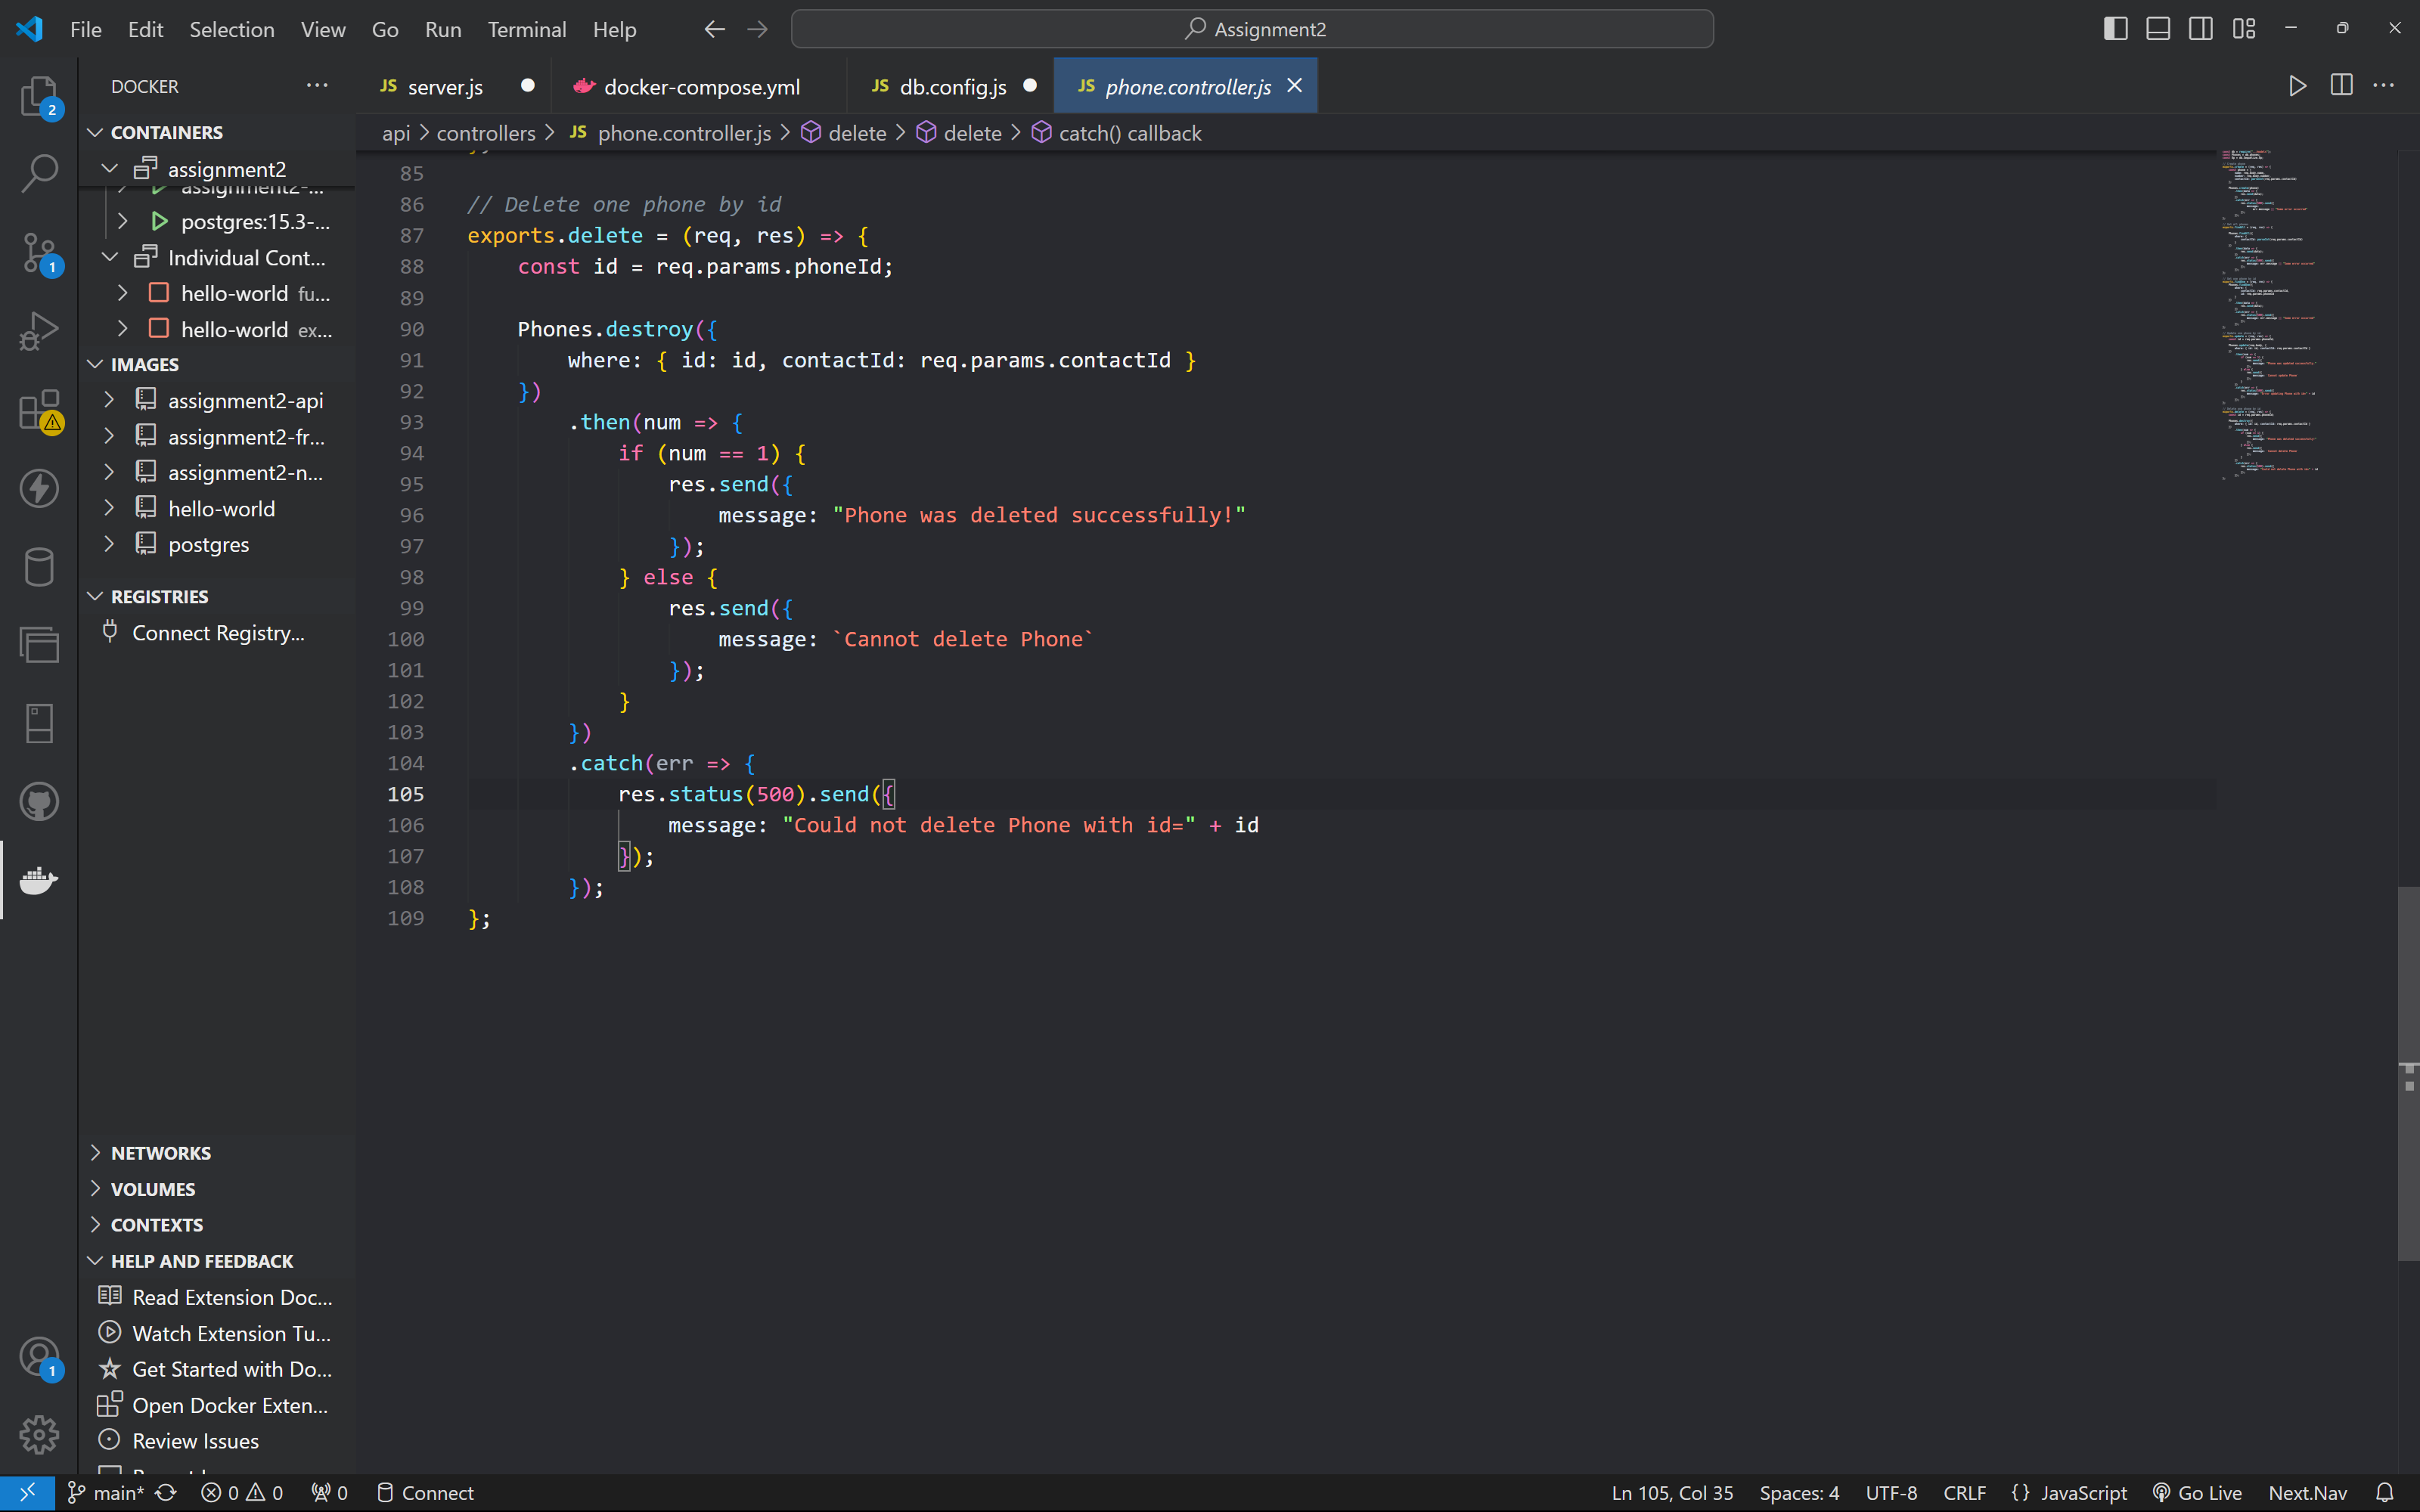 File Edit Selection View Go Run Terminal Help
Assignment2
DOCKER
JS server.js
docker-compose.yml
JS db.config.js
JS phone.controller.js
api > controllers > JS phone.controller.js > delete > delete > catch() callback
CONTAINERS
assignment2
assignment2-...
postgres:15.3-...
Individual Cont...
hello-world fu...
hello-world ex...
IMAGES
assignment2-api
assignment2-fr...
assignment2-n...
hello-world
postgres
REGISTRIES
Connect Registry...
NETWORKS
VOLUMES
CONTEXTS
HELP AND FEEDBACK
Read Extension Doc...
Watch Extension Tu...
Get Started with Do...
Open Docker Exten...
Review Issues
2
1
1
85
86 // Delete one phone by id
87 exports.delete = (req, res) => {
88 const id = req.params.phoneId;
89
90 Phones.destroy({
91 where: { id: id, contactId: req.params.contactId }
92 })
93 .then(num => {
94 if (num == 1) {
95 res.send({
96 message: "Phone was deleted successfully!"
97 });
98 } else {
99 res.send({
100 message: `Cannot delete Phone`
101 });
102 }
103 })
104 .catch(err => {
105 res.status(500).send({
106 message: "Could not delete Phone with id=" + id
107 });
108 });
109 };
main* 0 0 0 Connect
Ln 105, Col 35 Spaces: 4 UTF-8 CRLF {} JavaScript Go Live Next.Nav